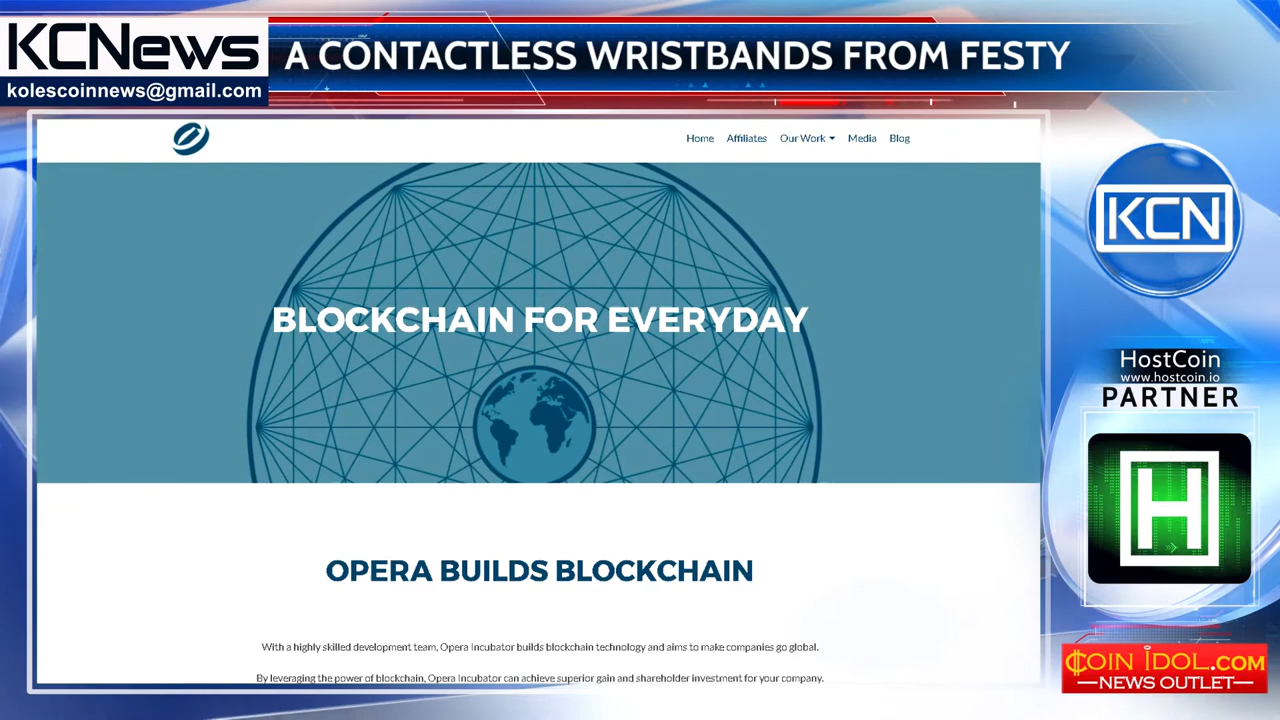 KCNews
kolescoinnews@gmail.com
A CONTACTLESS WRISTBANDS FROM FESTY
Home Affiliates Our Work Media Blog
BLOCKCHAIN FOR EVERYDAY
OPERA BUILDS BLOCKCHAIN
With a highly skilled development team, Opera Incubator builds blockchain technology and aims to make companies go global.
By leveraging the power of blockchain, Opera Incubator can achieve superior gain and shareholder investment for your company.
KCN
HostCoin
www.hostcoin.io
PARTNER
H
COIN IDOL.COM
NEWS OUTLET